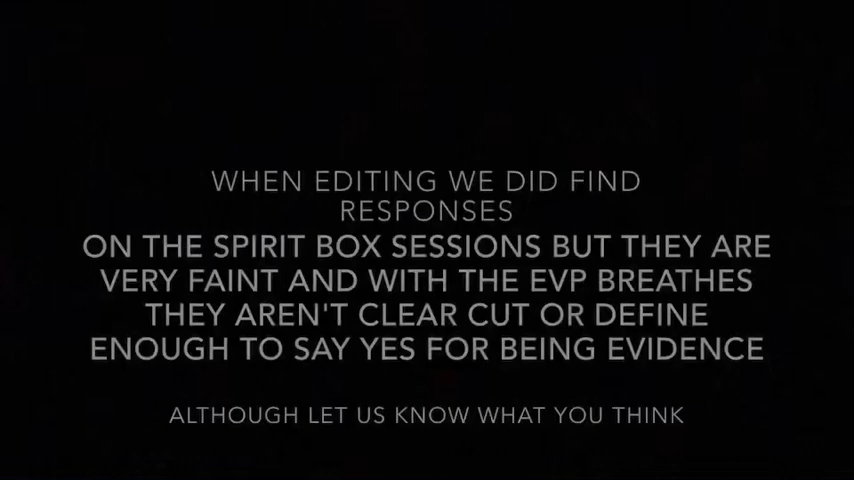 WHEN EDITING WE DID FIND
RESPONSES
ON THE SPIRIT BOX SESSIONS BUT THEY ARE
VERY FAINT AND WITH THE EVP BREATHES
THEY AREN'T CLEAR CUT OR DEFINE
ENOUGH TO SAY YES FOR BEING EVIDENCE
ALTHOUGH LET US KNOW WHAT YOU THINK